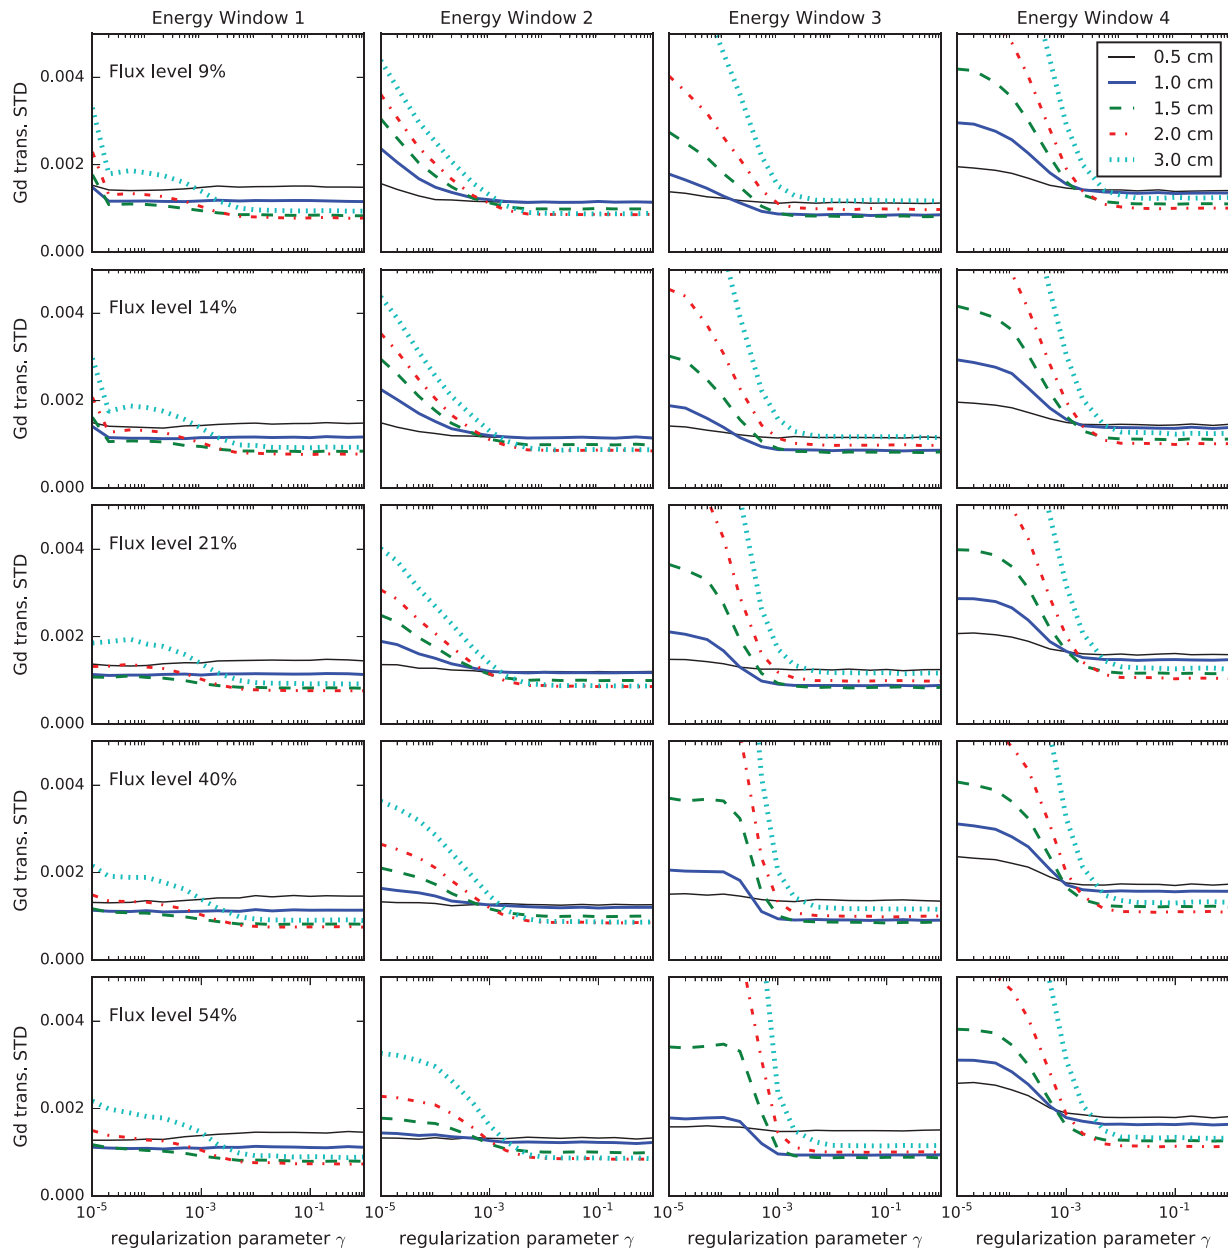 Energy Window 1
Energy Window 2
Energy Window 3
Energy Window 4
Gd trans. STD
0.004
0.002
0.000
Flux level 9%
0.5 cm
1.0 cm
1.5 cm
2.0 cm
3.0 cm
Gd trans. STD
0.004
0.002
0.000
Flux level 14%
Gd trans. STD
0.004
0.002
0.000
Flux level 21%
Gd trans. STD
0.004
0.002
0.000
Flux level 40%
Gd trans. STD
0.004
0.002
0.000
Flux level 54%
10⁻⁵ 10⁻³ 10⁻¹
10⁻⁵ 10⁻³ 10⁻¹
10⁻⁵ 10⁻³ 10⁻¹
10⁻⁵ 10⁻³ 10⁻¹
regularization parameter γ
regularization parameter γ
regularization parameter γ
regularization parameter γ